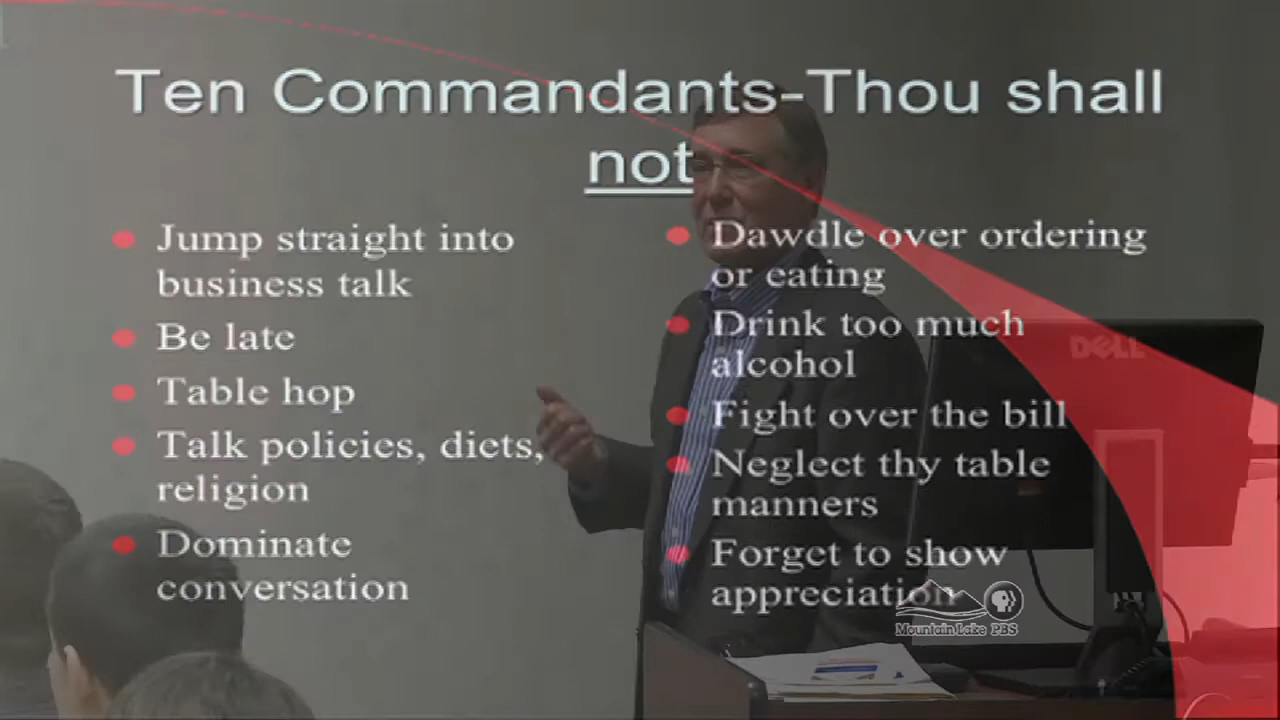 Ten Commandants-Thou shall
not
Jump straight into
business talk
Be late
Table hop
Talk policies, diets,
religion
Dominate
conversation
Dawdle over ordering
or eating
Drink too much
alcohol
Fight over the bill
Neglect thy table
manners
Forget to show
appreciation
DELL
Mountain Lake PBS